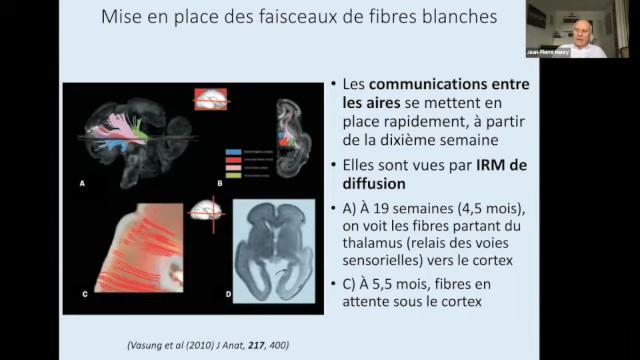 Mise en place des faisceaux de fibres blanches
Jean-Pierre Henry
• Les communications entre
les aires se mettent en
place rapidement, à partir
de la dixième semaine
• Elles sont vues par IRM de
diffusion
• A) À 19 semaines (4,5 mois),
on voit les fibres partant du
thalamus (relais des voies
sensorielles) vers le cortex
• C) À 5,5 mois, fibres en
attente sous le cortex
A
B
C
D
(Vasung et al (2010) J Anat, 217, 400)